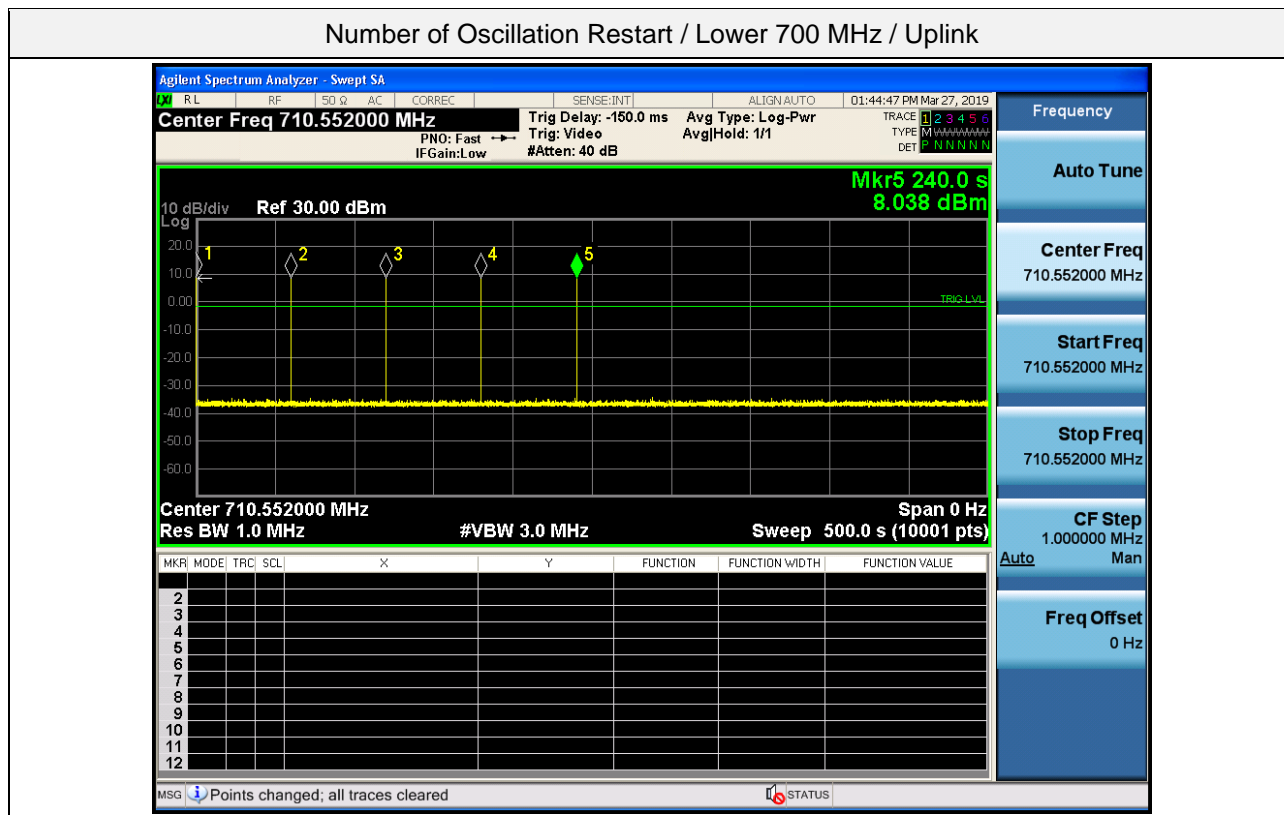 Number of Oscillation Restart / Lower 700 MHz / Uplink
Agilent Spectrum Analyzer - Swept SA
LXI RL RF 50 Ω AC CORREC SENSE:INT ALIGN AUTO 01:44:47 PM Mar 27, 2019
Center Freq 710.552000 MHz
PNO: Fast
IFGain:Low
Trig Delay: -150.0 ms
Trig: Video
#Atten: 40 dB
Avg Type: Log-Pwr
Avg|Hold: 1/1
TRACE 1 2 3 4 5 6
TYPE M
DET P N N N N N
Mkr5 240.0 s
8.038 dBm
10 dB/div Ref 30.00 dBm
Log
20.0
10.0
0.00
-10.0
-20.0
-30.0
-40.0
-50.0
-60.0
1 2 3 4 5
TRIG LVL
Center 710.552000 MHz Span 0 Hz
Res BW 1.0 MHz #VBW 3.0 MHz Sweep 500.0 s (10001 pts)
MKR MODE TRC SCL X Y FUNCTION FUNCTION WIDTH FUNCTION VALUE
2
3
4
5
6
7
8
9
10
11
12
MSG Points changed; all traces cleared STATUS
Frequency
Auto Tune
Center Freq
710.552000 MHz
Start Freq
710.552000 MHz
Stop Freq
710.552000 MHz
CF Step
1.000000 MHz
Auto Man
Freq Offset
0 Hz